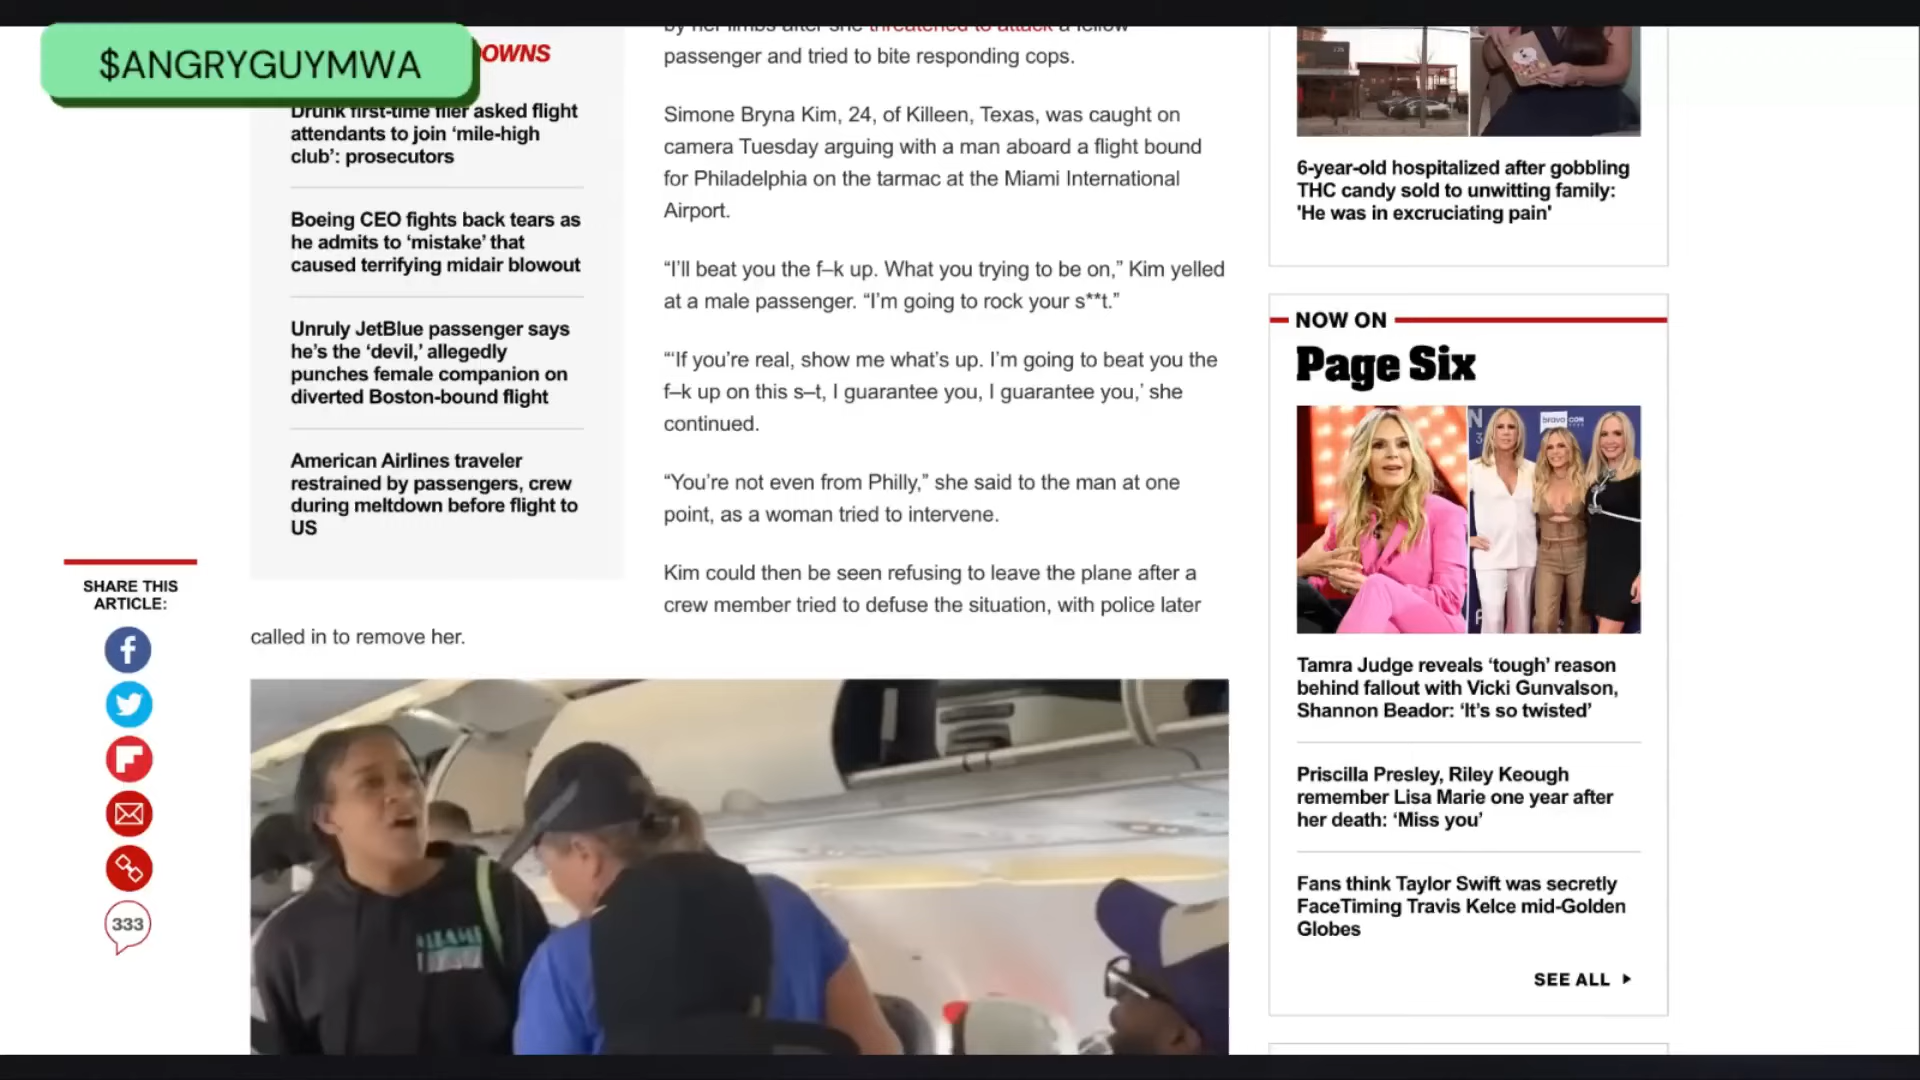 $ANGRYGUYMWA
OWNS
Drunk first-time flier asked flight
attendants to join ‘mile-high
club’: prosecutors
Boeing CEO fights back tears as
he admits to ‘mistake’ that
caused terrifying midair blowout
Unruly JetBlue passenger says
he’s the ‘devil,’ allegedly
punches female companion on
diverted Boston-bound flight
American Airlines traveler
restrained by passengers, crew
during meltdown before flight to
US
SHARE THIS
ARTICLE:
333
by her limbs after she threatened to attack a fellow
passenger and tried to bite responding cops.
Simone Bryna Kim, 24, of Killeen, Texas, was caught on
camera Tuesday arguing with a man aboard a flight bound
for Philadelphia on the tarmac at the Miami International
Airport.
“I’ll beat you the f–k up. What you trying to be on,” Kim yelled
at a male passenger. “I’m going to rock your s**t.”
“‘If you’re real, show me what’s up. I’m going to beat you the
f–k up on this s–t, I guarantee you, I guarantee you,’ she
continued.
“You’re not even from Philly,” she said to the man at one
point, as a woman tried to intervene.
Kim could then be seen refusing to leave the plane after a
crew member tried to defuse the situation, with police later
called in to remove her.
6-year-old hospitalized after gobbling
THC candy sold to unwitting family:
'He was in excruciating pain'
NOW ON
Page Six
bravo CON
Tamra Judge reveals ‘tough’ reason
behind fallout with Vicki Gunvalson,
Shannon Beador: ‘It’s so twisted’
Priscilla Presley, Riley Keough
remember Lisa Marie one year after
her death: ‘Miss you’
Fans think Taylor Swift was secretly
FaceTiming Travis Kelce mid-Golden
Globes
SEE ALL